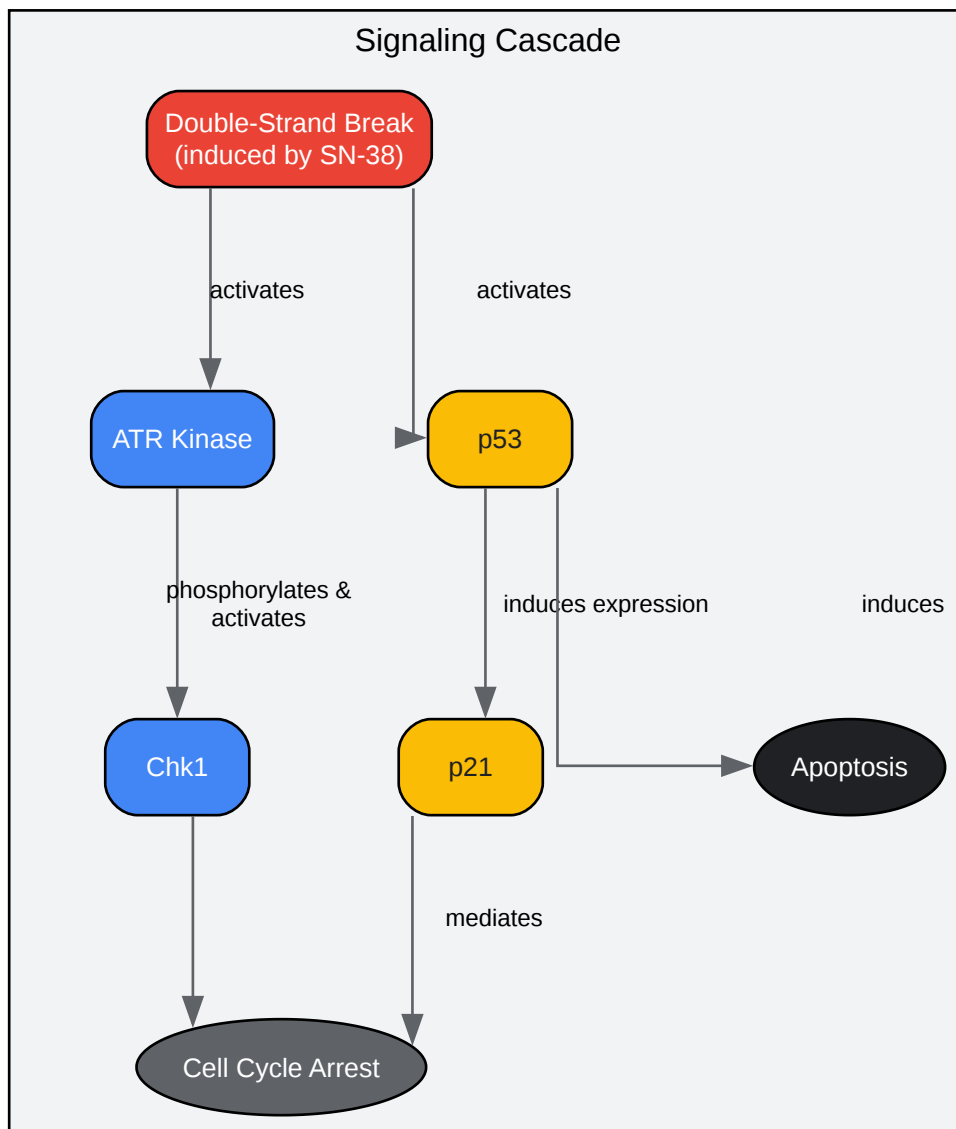 Signaling Cascade
Double-Strand Break
(induced by SN-38)
activates
activates
ATR Kinase
p53
phosphorylates &
activates
induces expression
induces
Chk1
p21
Apoptosis
mediates
Cell Cycle Arrest